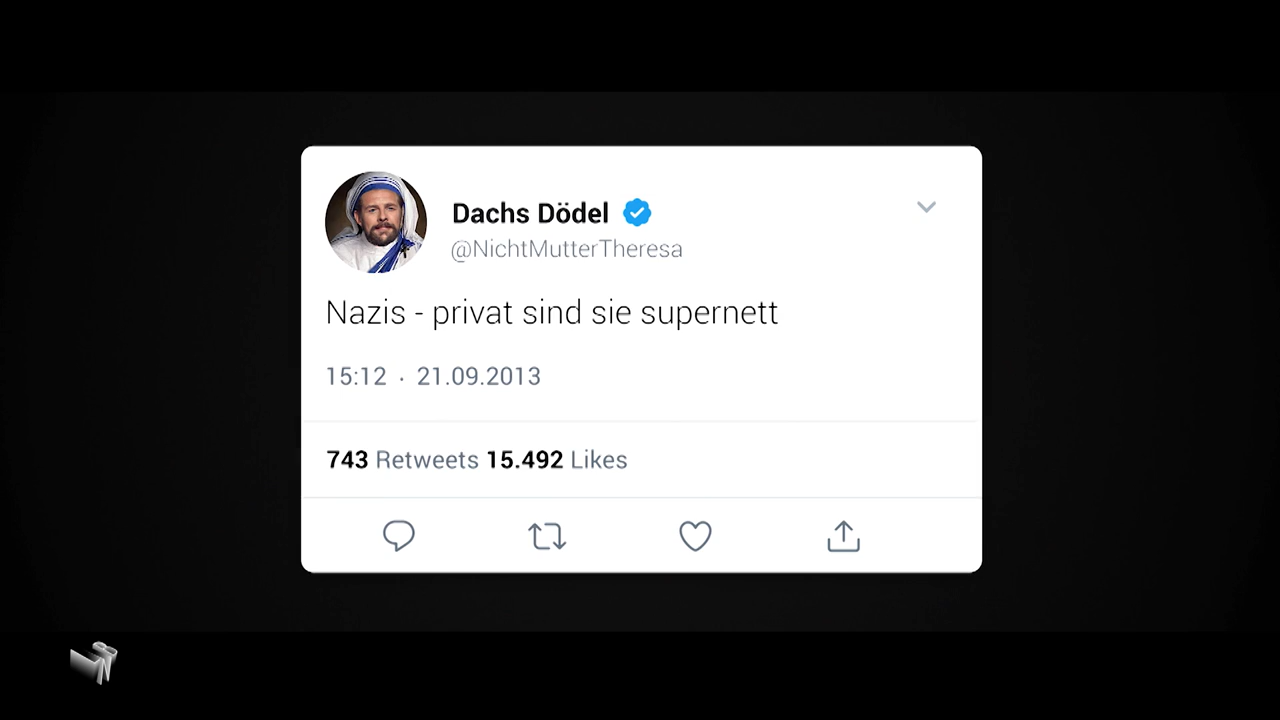 Dachs Dödel
@NichtMutterTheresa
Nazis - privat sind sie supernett
15:12 · 21.09.2013
743 Retweets 15.492 Likes